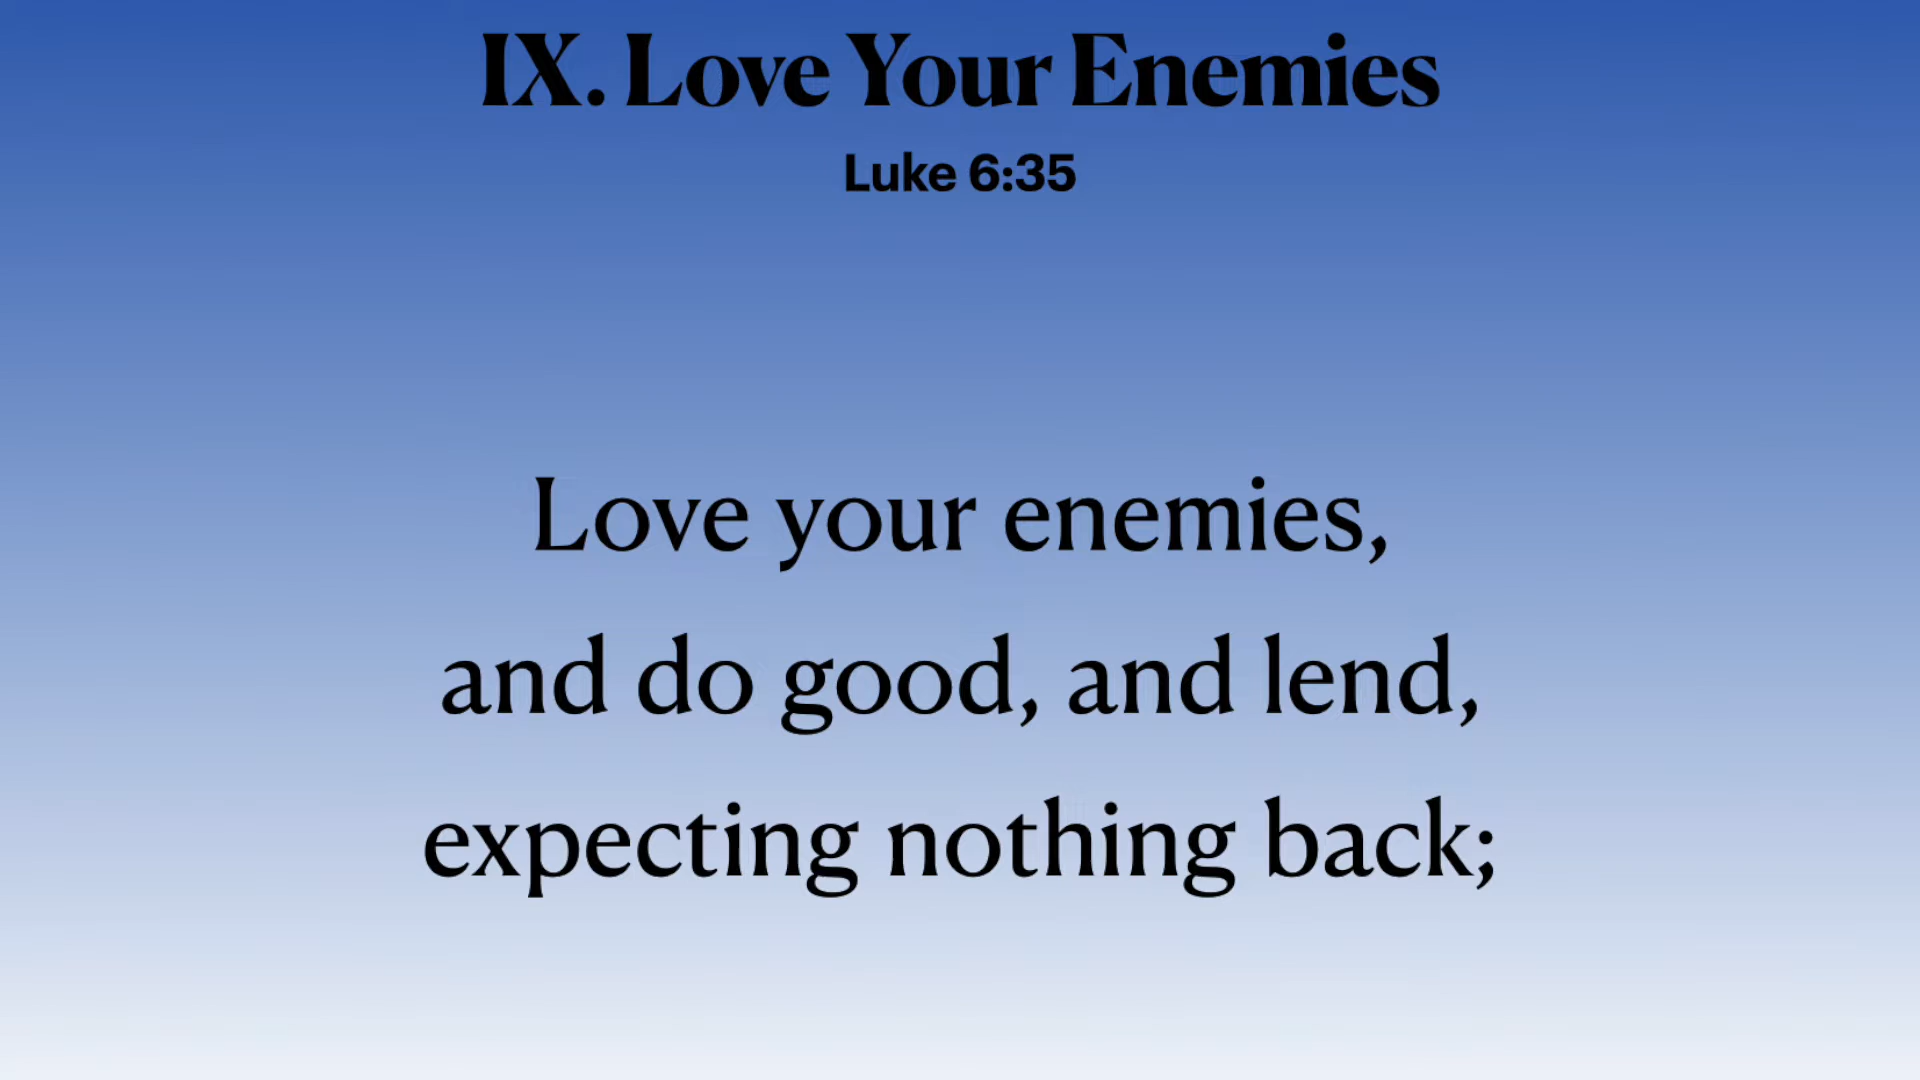 IX. Love Your Enemies
Luke 6:35
Love your enemies,
and do good, and lend,
expecting nothing back;